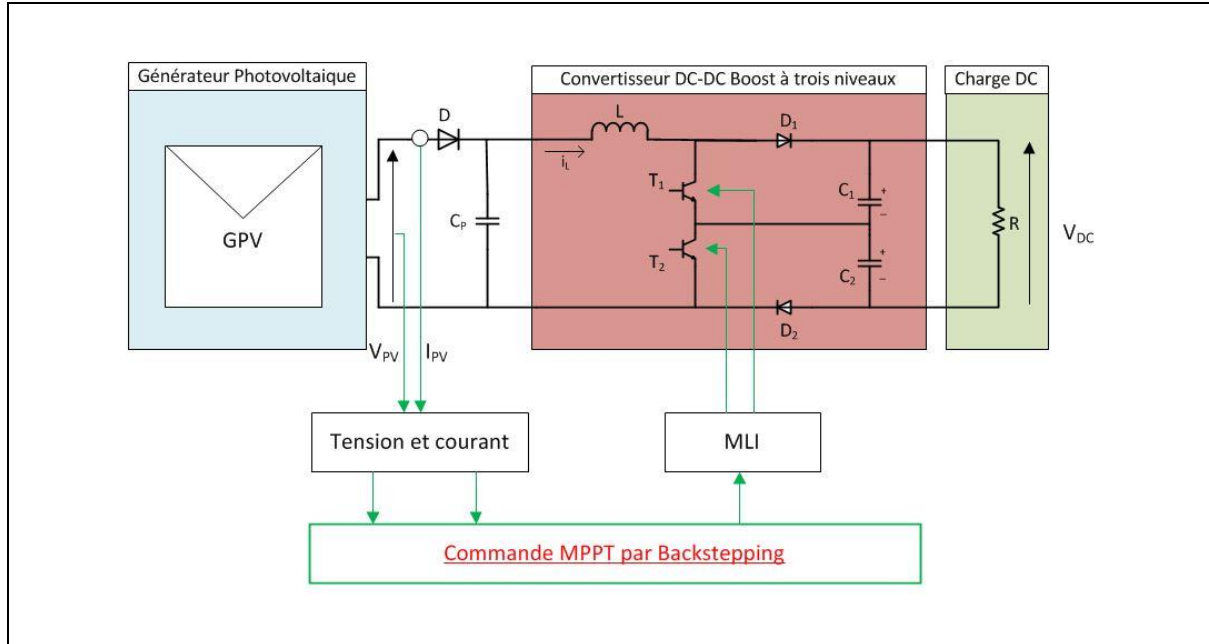 Générateur Photovoltaique
Convertisseur DC-DC Boost à trois niveaux
Charge DC
D
L
D₁
iL
T₁
C₁
+
–
GPV
CP
R
VDC
T₂
C₂
+
–
D₂
VPV
IPV
Tension et courant
MLI
Commande MPPT par Backstepping